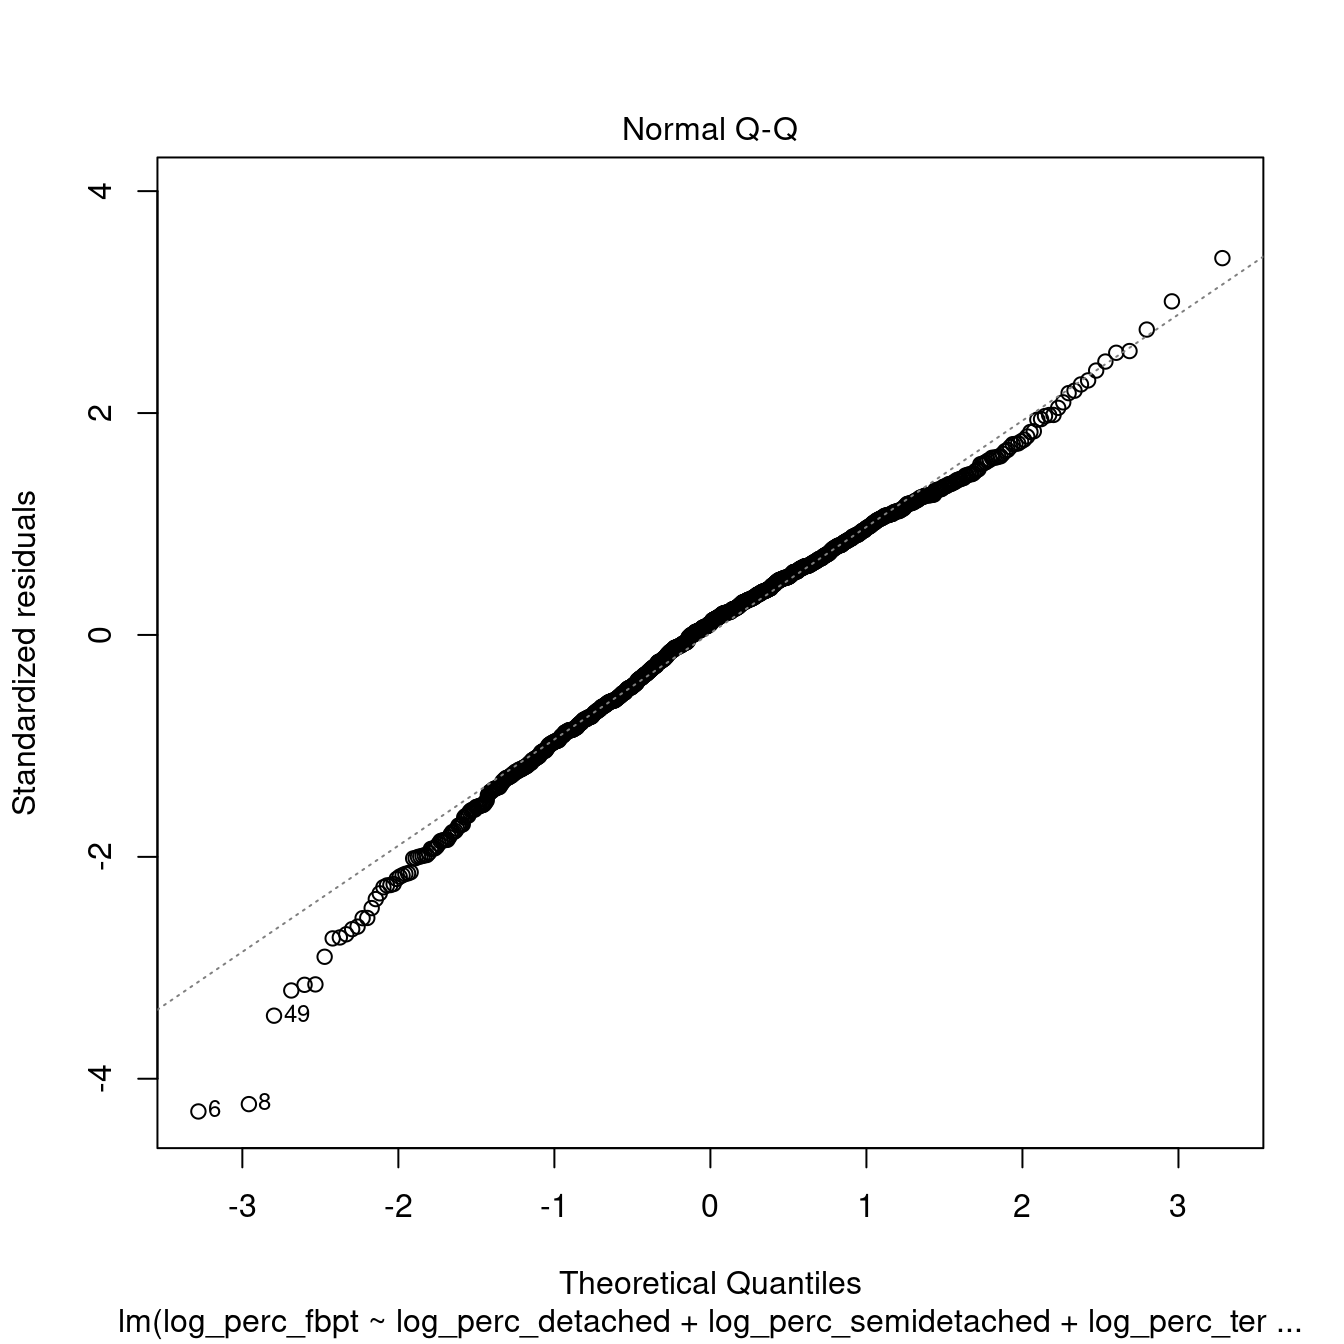 Normal Q-Q
Standardized residuals
4
2
0
-2
-4
49
6
8
-3 -2 -1 0 1 2 3
Theoretical Quantiles
lm(log_perc_fbpt ~ log_perc_detached + log_perc_semidetached + log_perc_ter ...